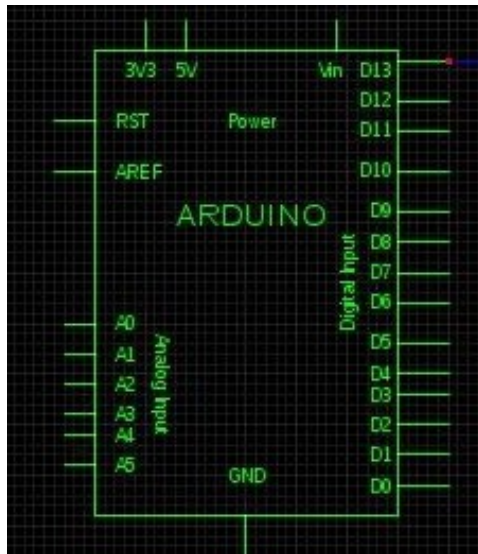 3V3 5V Vin D13
D12
RST Power D11
AREF D10
ARDUINO D9
D8
Digital Input
D7
D6
A0
D5
A1
Analog Input
A2 D4
D3
A3
A4 D2
A5 D1
GND D0